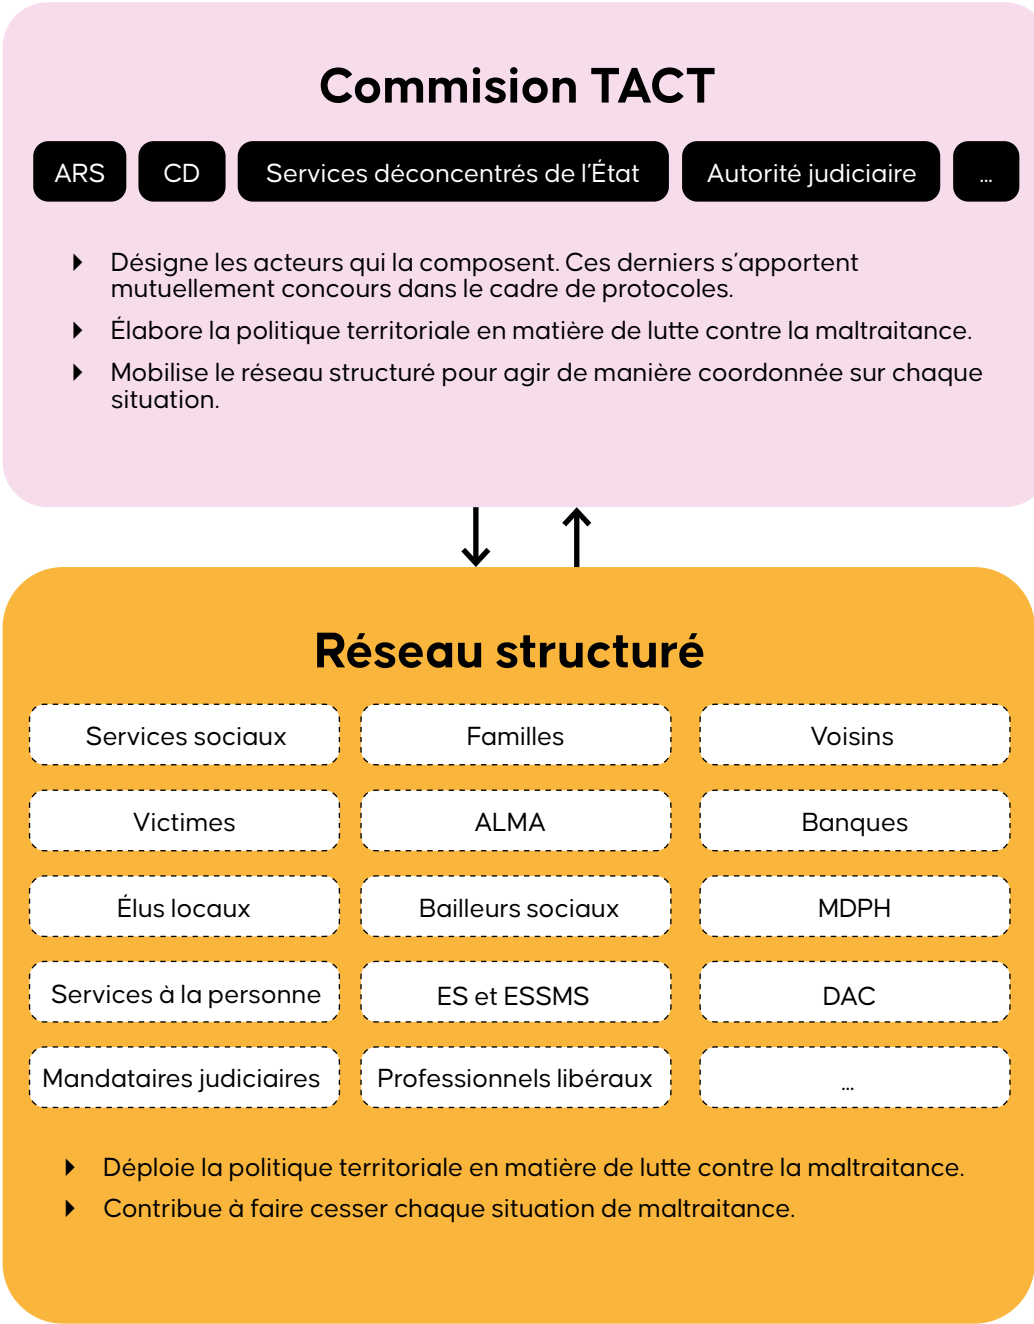 Commision TACT
ARS CD Services déconcentrés de l’État Autorité judiciaire ...
Désigne les acteurs qui la composent. Ces derniers s’apportent
mutuellement concours dans le cadre de protocoles.
Élabore la politique territoriale en matière de lutte contre la maltraitance.
Mobilise le réseau structuré pour agir de manière coordonnée sur chaque
situation.
Réseau structuré
Services sociaux Familles Voisins
Victimes ALMA Banques
Élus locaux Bailleurs sociaux MDPH
Services à la personne ES et ESSMS DAC
Mandataires judiciaires Professionnels libéraux ...
Déploie la politique territoriale en matière de lutte contre la maltraitance.
Contribue à faire cesser chaque situation de maltraitance.